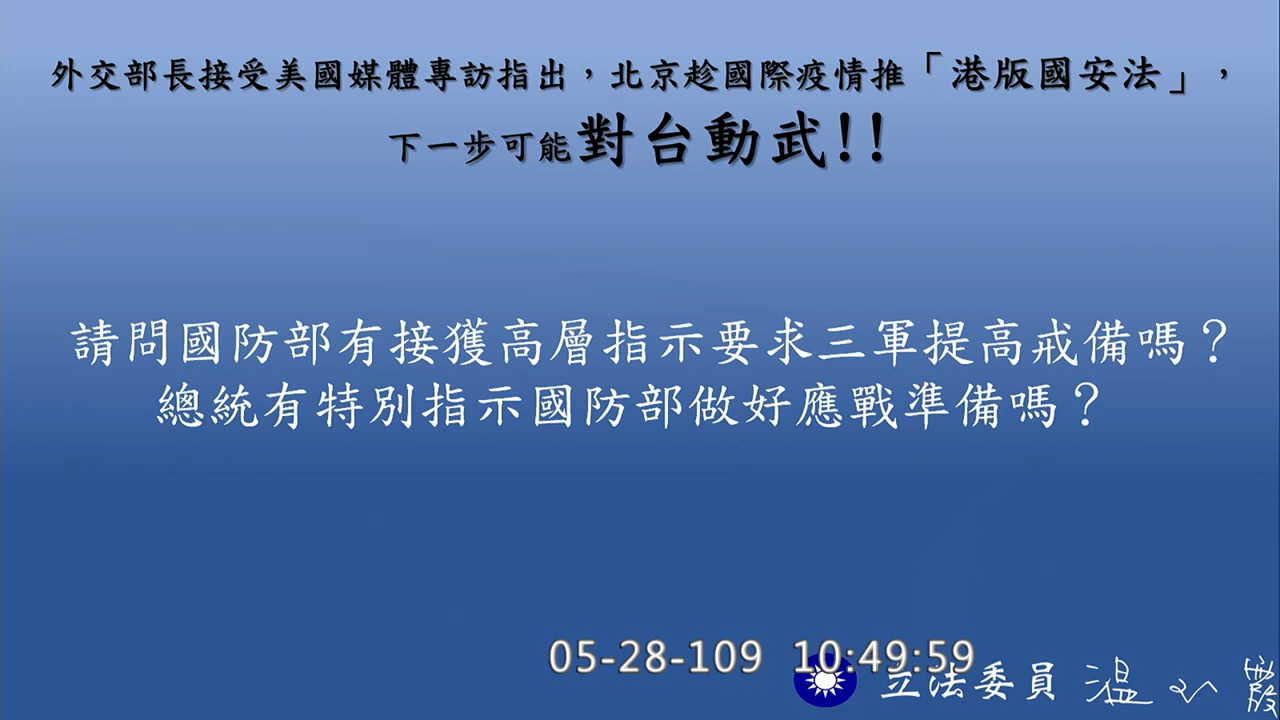 外交部長接受美國媒體專訪指出，北京趁國際疫情推「港版國安法」，
下一步可能對台動武!!
請問國防部有接獲高層指示要求三軍提高戒備嗎？
總統有特別指示國防部做好應戰準備嗎？
05-28-109 10:49:59
立法委員 溫玉霞